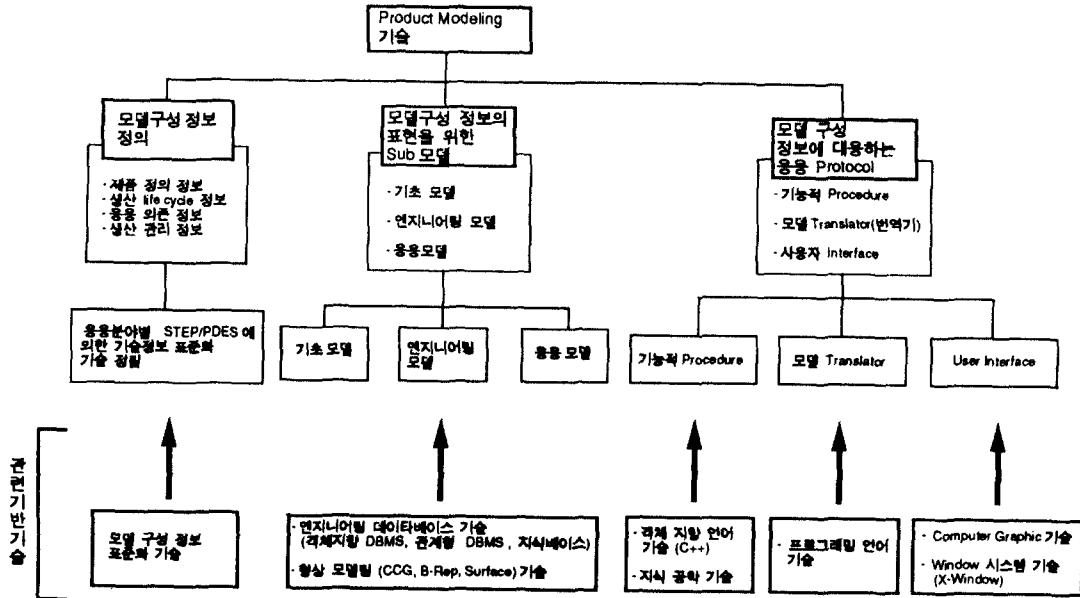 Product Modeling
기술
모델구성 정보
정의
· 제품 정의 정보
· 생산 life cycle 정보
· 응용 의존 정보
· 생산 관리 정보
모델구성 정보의
표현을 위한
Sub 모델
· 기초 모델
· 엔지니어링 모델
· 응용모델
모델 구성
정보에 대응하는
응용 Protocol
· 기능적 Procedure
· 모델 Translator(번역기)
· 사용자 Interface
응용분야별 STEP/PDES 에
의한 기술정보 표준화
기술 정립
기초 모델
엔지니어링
모델
응용 모델
기능적 Procedure
모델 Translator
User Interface
관련기반기술
모델 구성 정보
표준화 기술
· 엔지니어링 데이타베이스 기술
(객체지향 DBMS, 관계형 DBMS , 지식베이스)
· 형상 모델링 (CCG, B-Rep, Surface) 기술
· 객체 지향 언어
기술 (C++)
· 지식 공학 기술
· 프로그래밍 언어
기술
· Computer Graphic 기술
· Window 시스템 기술
(X-Window)